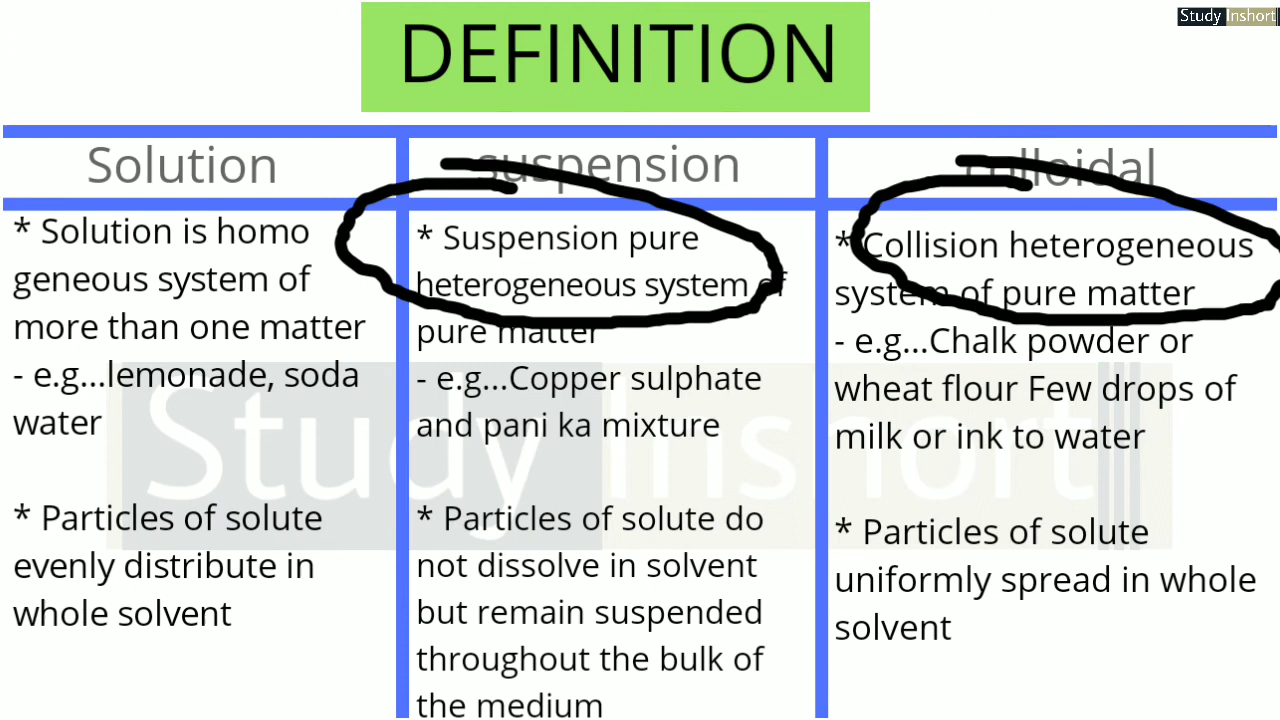 Study Inshort
DEFINITION
Solution
* Solution is homo
geneous system of
more than one matter
- e.g...lemonade, soda
water
* Particles of solute
evenly distribute in
whole solvent
suspension
* Suspension pure
heterogeneous system of
pure matter
- e.g...Copper sulphate
and pani ka mixture
* Particles of solute do
not dissolve in solvent
but remain suspended
throughout the bulk of
the medium
colloidal
* Collision heterogeneous
system of pure matter
- e.g...Chalk powder or
wheat flour Few drops of
milk or ink to water
* Particles of solute
uniformly spread in whole
solvent
Study Inshort